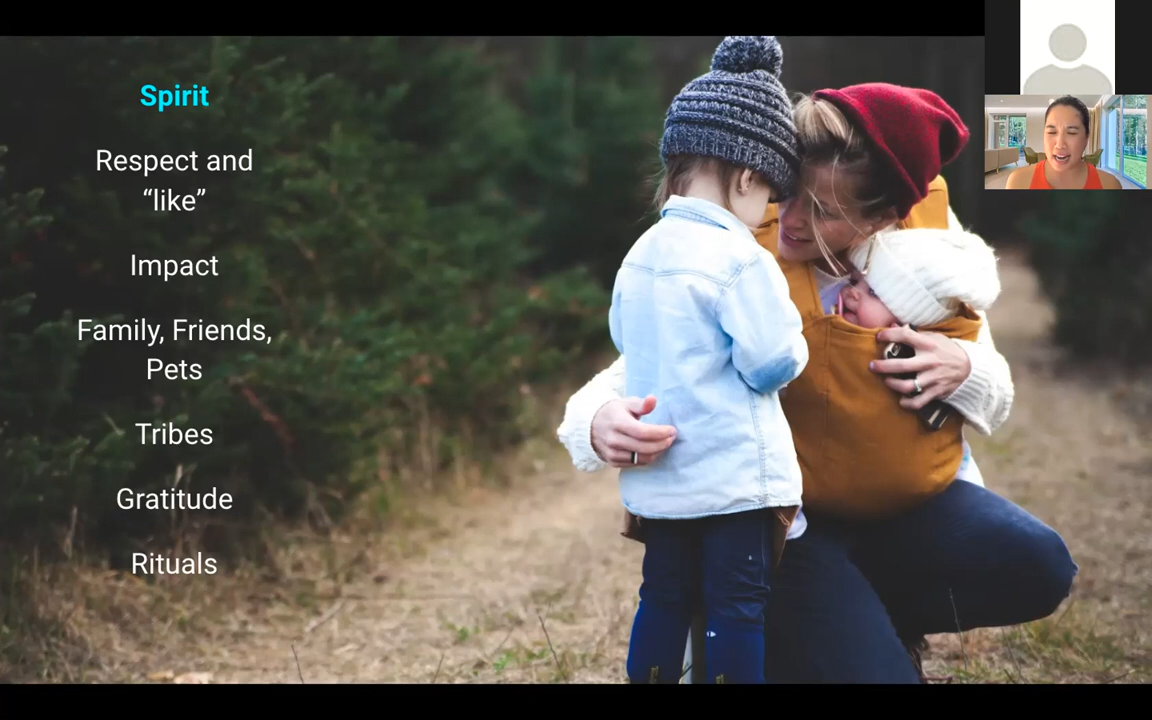 Spirit
Respect and
“like”
Impact
Family, Friends,
Pets
Tribes
Gratitude
Rituals